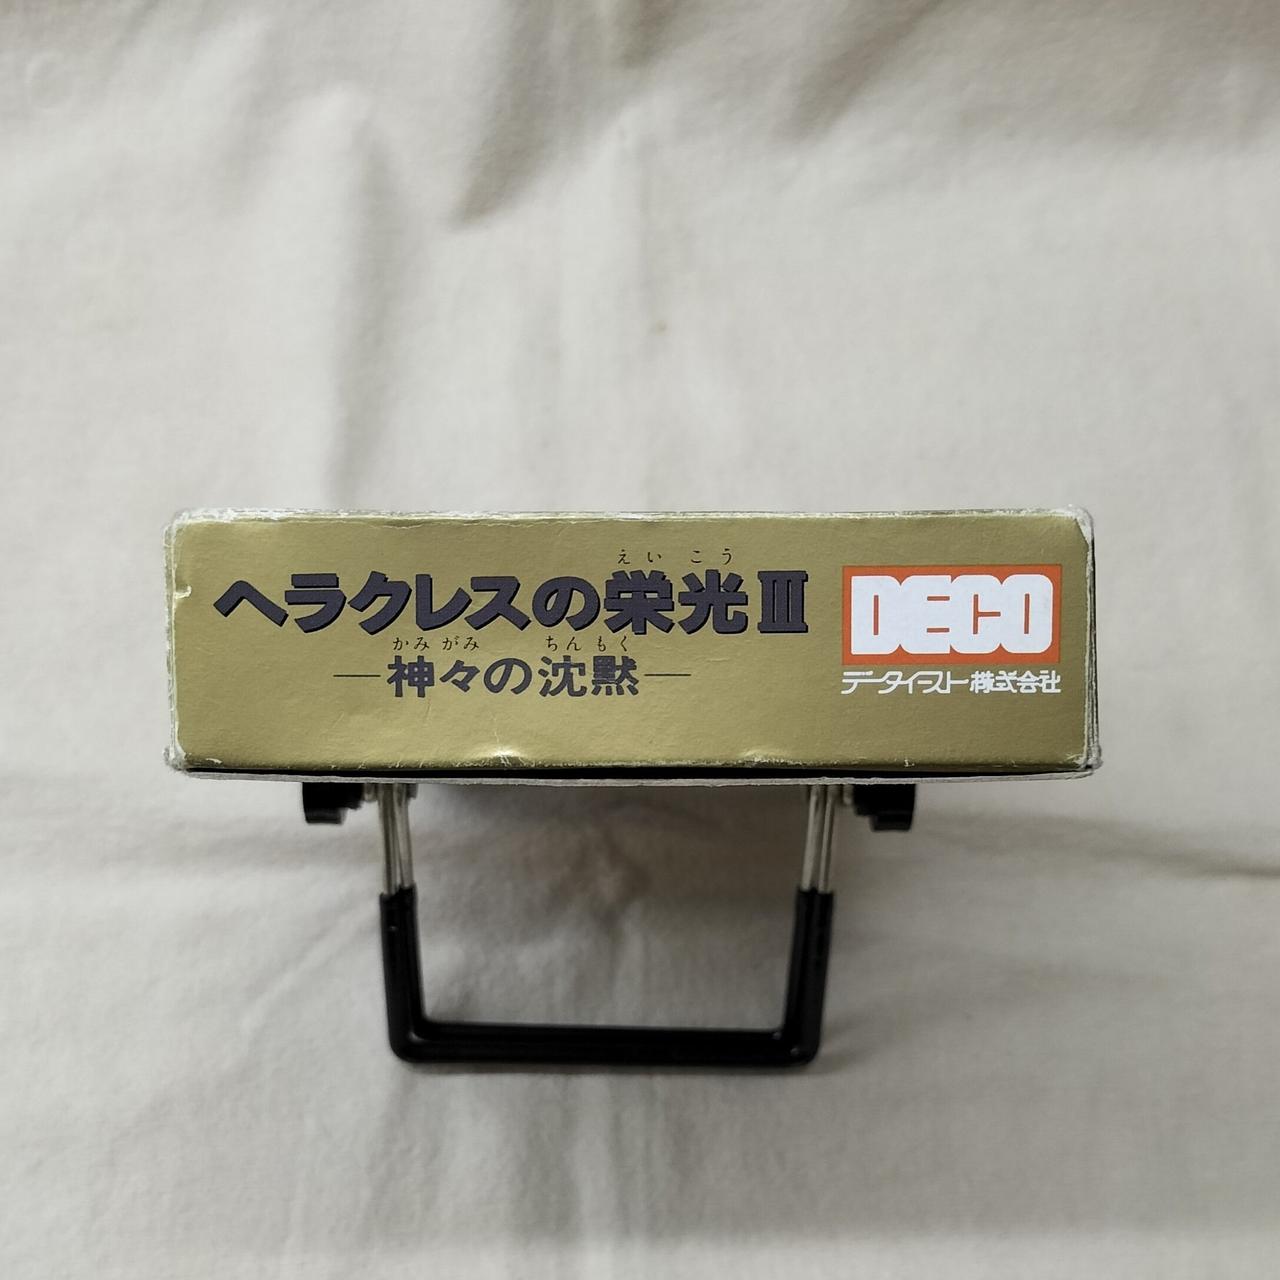 えいこう
ヘラクレスの栄光III
かみがみ ちんもく
—神々の沈黙—
DECO
データイースト株式会社